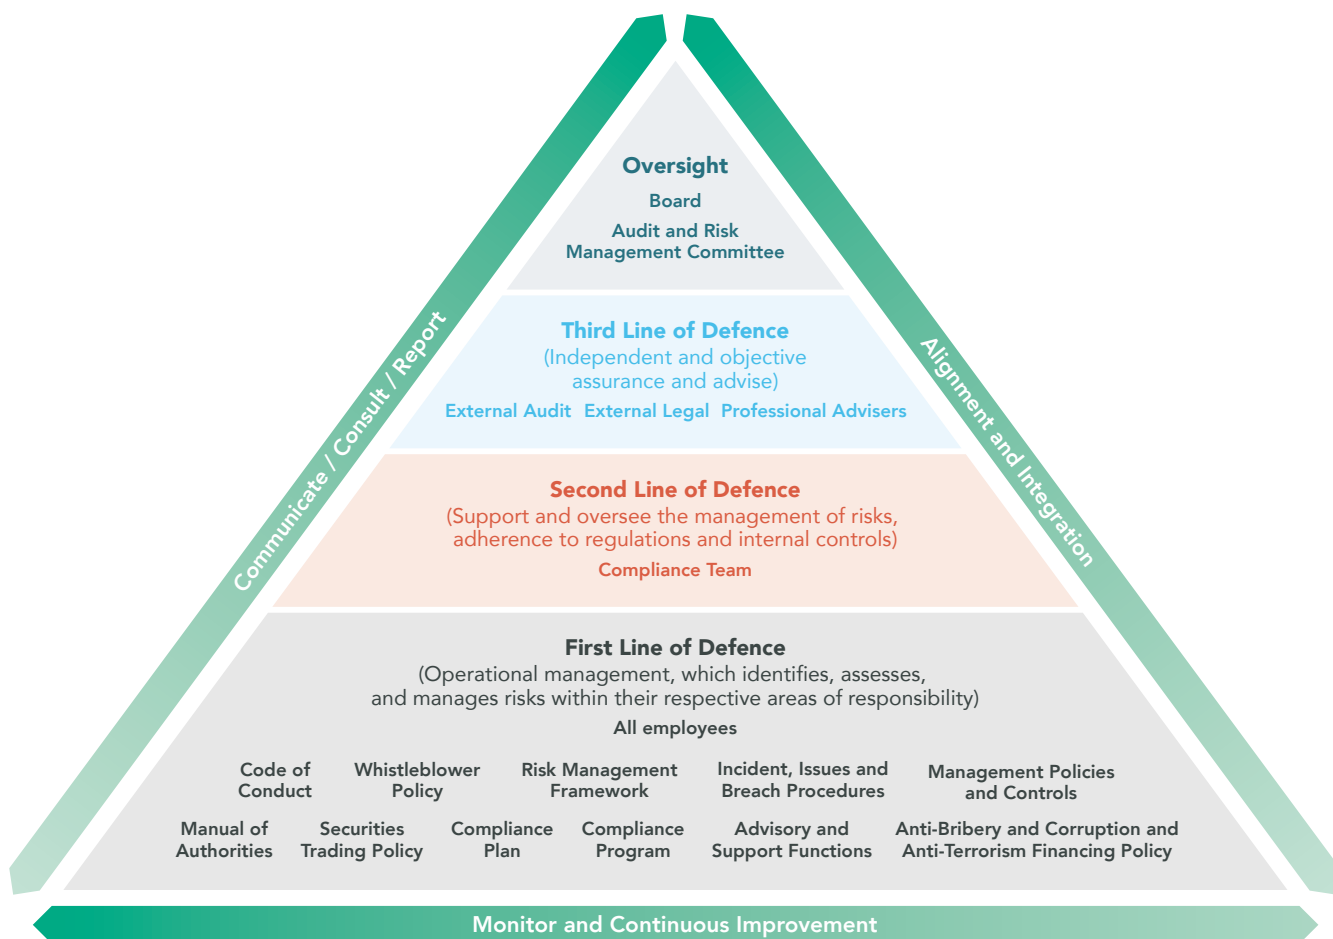 Oversight
Board
Audit and Risk
Management Committee
Third Line of Defence
(Independent and objective
assurance and advise)
External Audit External Legal Professional Advisers
Second Line of Defence
(Support and oversee the management of risks,
adherence to regulations and internal controls)
Compliance Team
First Line of Defence
(Operational management, which identifies, assesses,
and manages risks within their respective areas of responsibility)
All employees
Code of
Conduct
Whistleblower
Policy
Risk Management
Framework
Incident, Issues and
Breach Procedures
Management Policies
and Controls
Manual of
Authorities
Securities
Trading Policy
Compliance
Plan
Compliance
Program
Advisory and
Support Functions
Anti-Bribery and Corruption and
Anti-Terrorism Financing Policy
Communicate / Consult / Report
Alignment and Integration
Monitor and Continuous Improvement